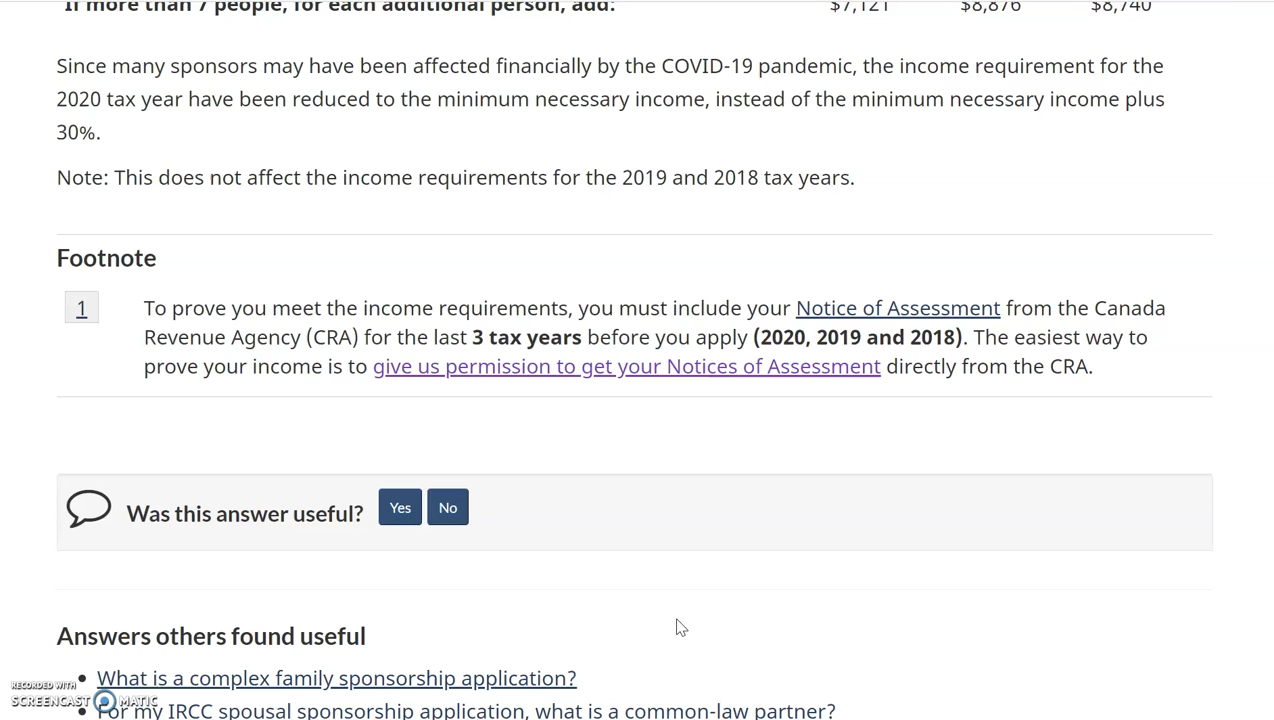 If more than 7 people, for each additional person, add: $7,121 $8,876 $8,740
Since many sponsors may have been affected financially by the COVID-19 pandemic, the income requirement for the
2020 tax year have been reduced to the minimum necessary income, instead of the minimum necessary income plus
30%.
Note: This does not affect the income requirements for the 2019 and 2018 tax years.
Footnote
1 To prove you meet the income requirements, you must include your Notice of Assessment from the Canada
Revenue Agency (CRA) for the last 3 tax years before you apply (2020, 2019 and 2018). The easiest way to
prove your income is to give us permission to get your Notices of Assessment directly from the CRA.
Was this answer useful? Yes No
Answers others found useful
• What is a complex family sponsorship application?
• For my IRCC spousal sponsorship application, what is a common-law partner?
RECORDED WITH
SCREENCAST MATIC